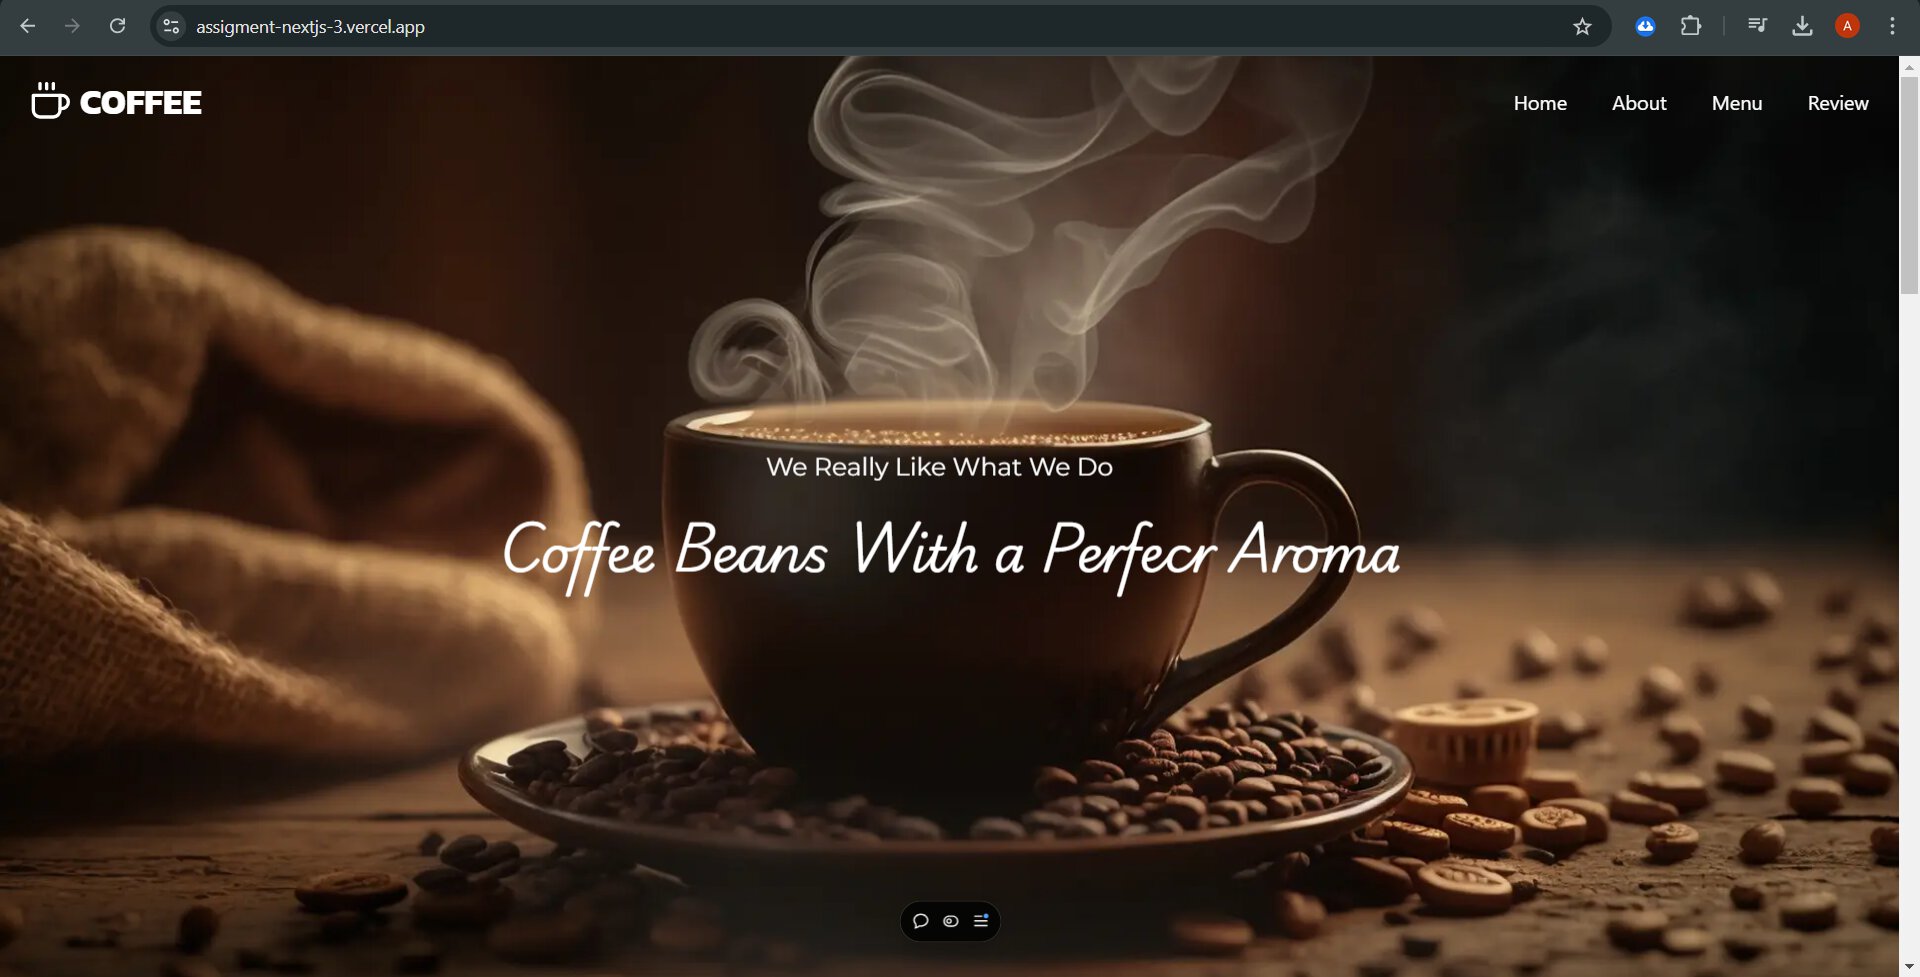 assigment-nextjs-3.vercel.app
A
COFFEE
Home About Menu Review
We Really Like What We Do
Coffee Beans With a Perfecr Aroma